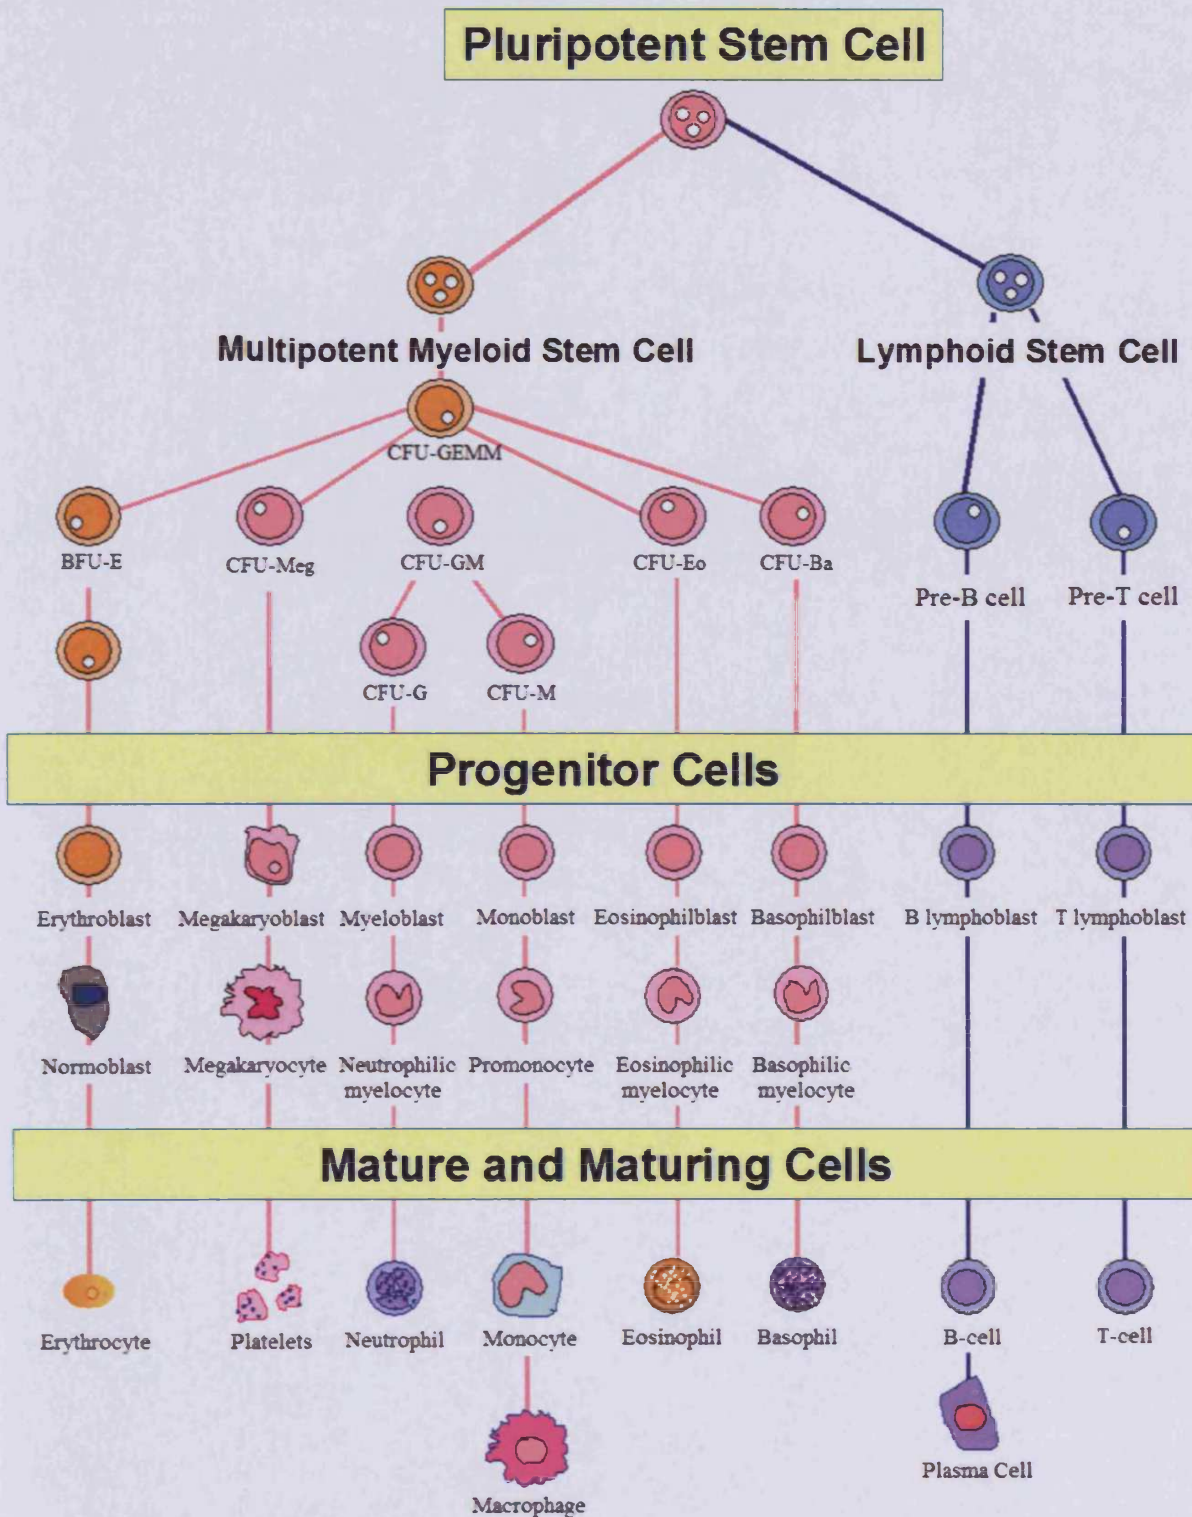 Pluripotent Stem Cell
Multipotent Myeloid Stem Cell
Lymphoid Stem Cell
CFU-GEMM
BFU-E
CFU-Meg
CFU-GM
CFU-Eo
CFU-Ba
Pre-B cell
Pre-T cell
CFU-G
CFU-M
Progenitor Cells
Erythroblast
Megakaryoblast
Myeloblast
Monoblast
Eosinophilblast
Basophilblast
B lymphoblast
T lymphoblast
Normoblast
Megakaryocyte
Neutrophilic
myelocyte
Promonocyte
Eosinophilic
myelocyte
Basophilic
myelocyte
Mature and Maturing Cells
Erythrocyte
Platelets
Neutrophil
Monocyte
Eosinophil
Basophil
B-cell
T-cell
Plasma Cell
Macrophage